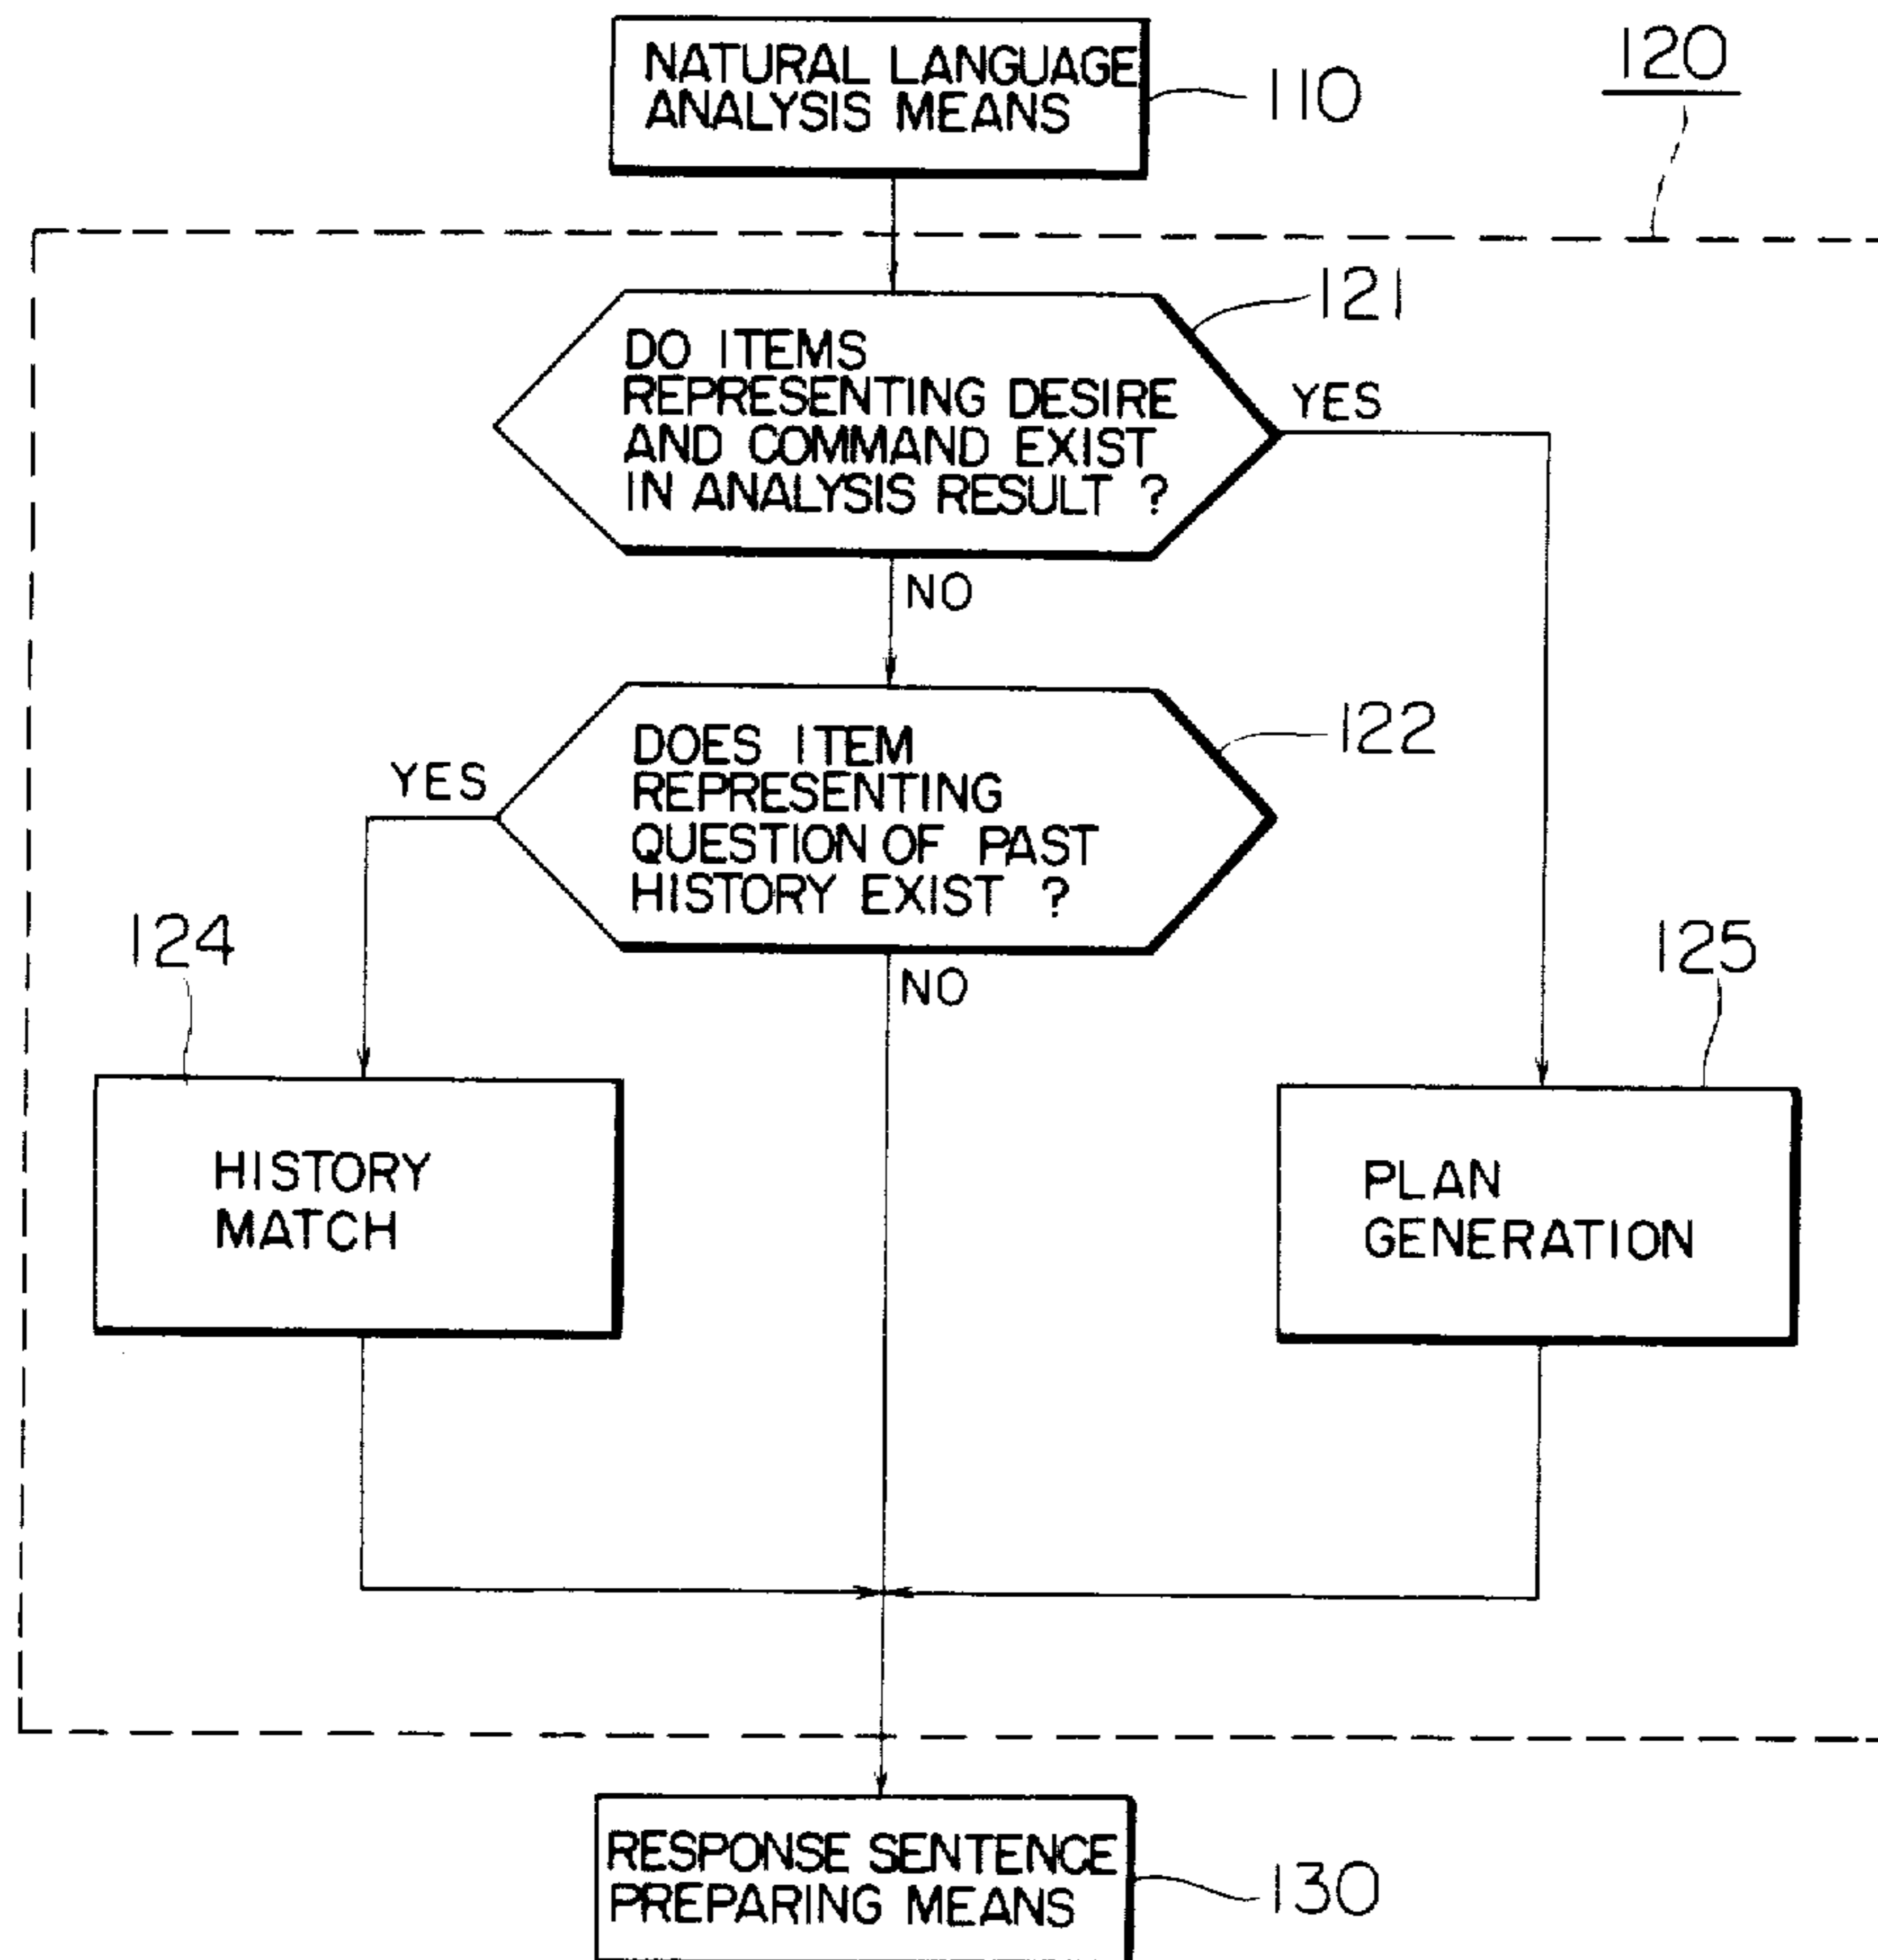 NATURAL LANGUAGE
ANALYSIS MEANS
110
120
121
DO ITEMS
REPRESENTING DESIRE
AND COMMAND EXIST
IN ANALYSIS RESULT ?
YES
NO
122
DOES ITEM
REPRESENTING
QUESTION OF PAST
HISTORY EXIST ?
YES
NO
124
125
HISTORY
MATCH
PLAN
GENERATION
RESPONSE SENTENCE
PREPARING MEANS
130